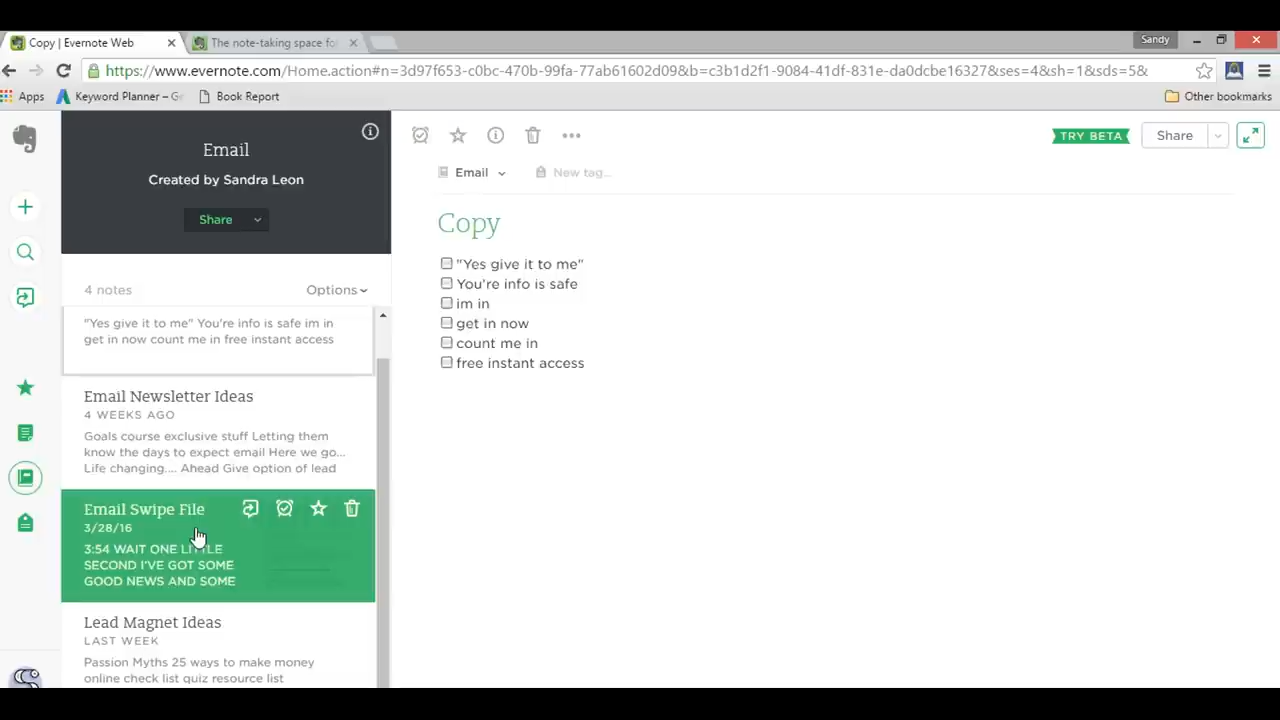 Copy | Evernote Web
The note-taking space fo
Sandy
https://www.evernote.com/Home.action#n=3d97f653-c0bc-470b-99fa-77ab61602d09&b=c3b1d2f1-9084-41df-831e-da0dcbe16327&ses=4&sh=1&sds=5&
Apps
Keyword Planner – Ge
Book Report
Other bookmarks
Email
Created by Sandra Leon
Share
4 notes
Options
"Yes give it to me" You're info is safe im in
get in now count me in free instant access
Email Newsletter Ideas
4 WEEKS AGO
Goals course exclusive stuff Letting them
know the days to expect email Here we go...
Life changing.... Ahead Give option of lead
Email Swipe File
3/28/16
3:54 WAIT ONE LITTLE
SECOND I'VE GOT SOME
GOOD NEWS AND SOME
Lead Magnet Ideas
LAST WEEK
Passion Myths 25 ways to make money
online check list quiz resource list
TRY BETA
Share
Email
New tag...
Copy
"Yes give it to me"
You're info is safe
im in
get in now
count me in
free instant access